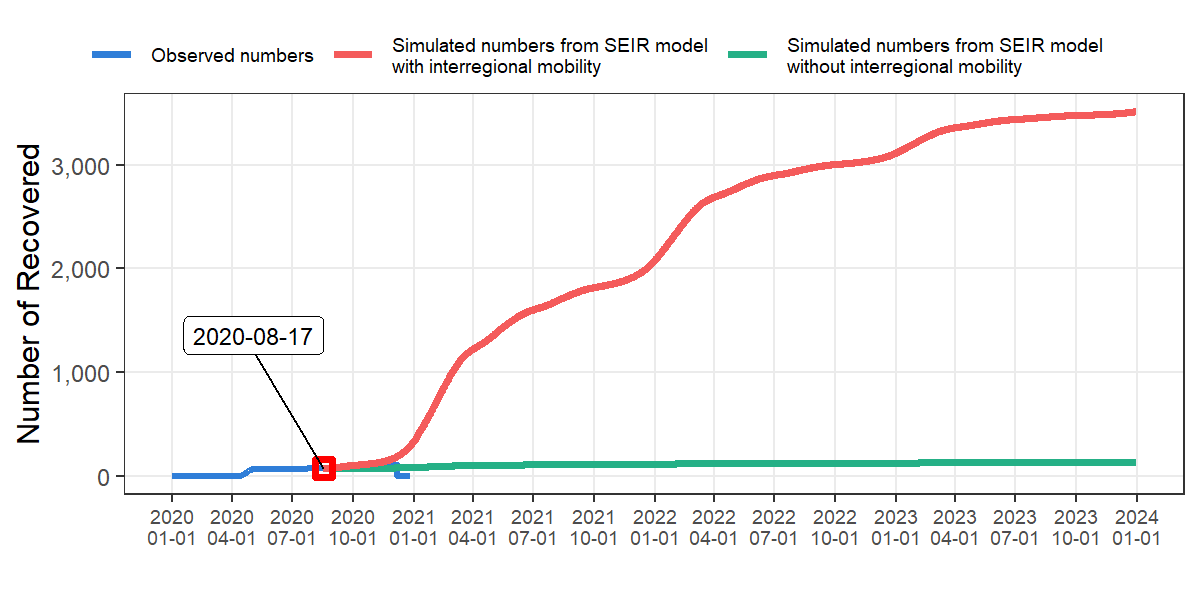 Observed numbers
Simulated numbers from SEIR model
with interregional mobility
Simulated numbers from SEIR model
without interregional mobility
Number of Recovered
3,000
2,000
1,000
0
2020-08-17
2020 2020 2020 2020 2021 2021 2021 2021 2022 2022 2022 2022 2023 2023 2023 2023 2024
01-01 04-01 07-01 10-01 01-01 04-01 07-01 10-01 01-01 04-01 07-01 10-01 01-01 04-01 07-01 10-01 01-01